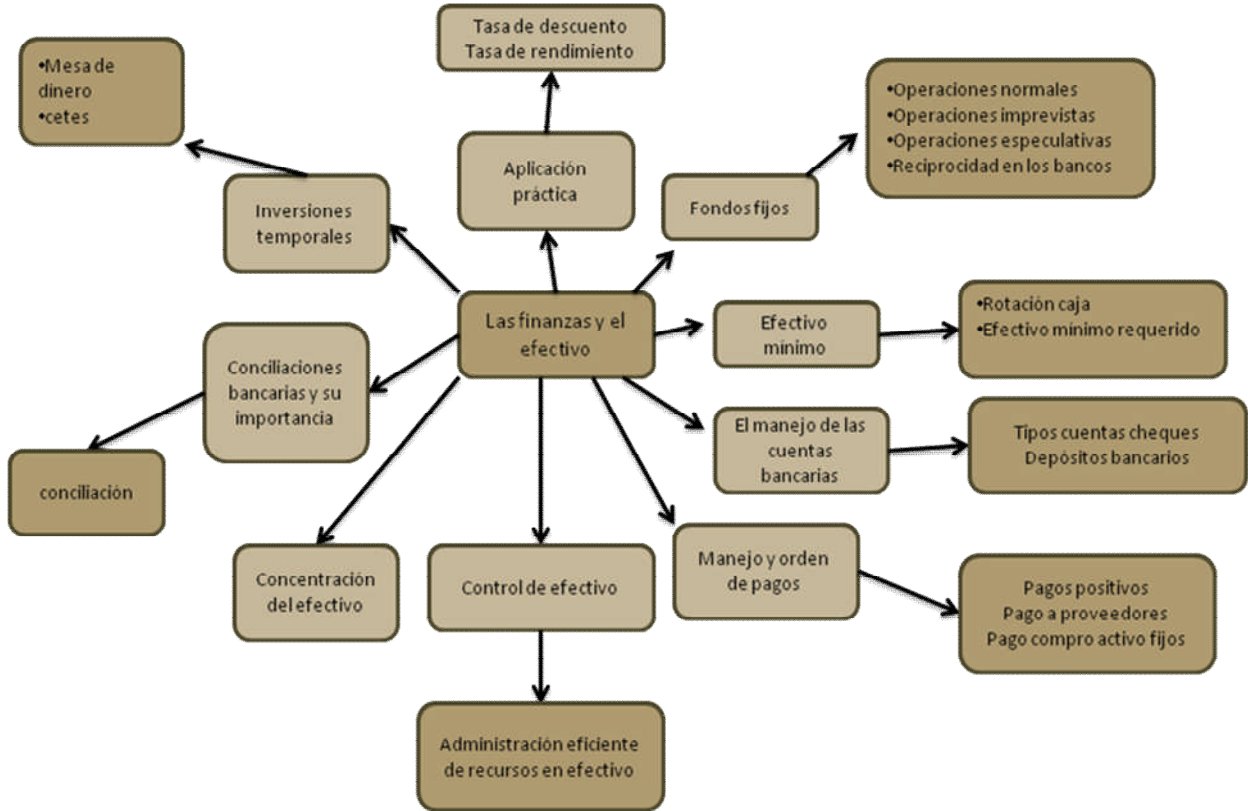 Tasa de descuento
Tasa de rendimiento
•Mesa de
dinero
•cetes
•Operaciones normales
•Operaciones imprevistas
•Operaciones especulativas
•Reciprocidad en los bancos
Aplicación
práctica
Fondos fijos
Inversiones
temporales
Las finanzas y el
efectivo
Efectivo
mínimo
•Rotación caja
•Efectivo mínimo requerido
Conciliaciones
bancarias y su
importancia
El manejo de las
cuentas
bancarias
Tipos cuentas cheques
Depósitos bancarios
conciliación
Concentración
del efectivo
Control de efectivo
Manejo y orden
de pagos
Pagos positivos
Pago a proveedores
Pago compro activo fijos
Administración eficiente
de recursos en efectivo